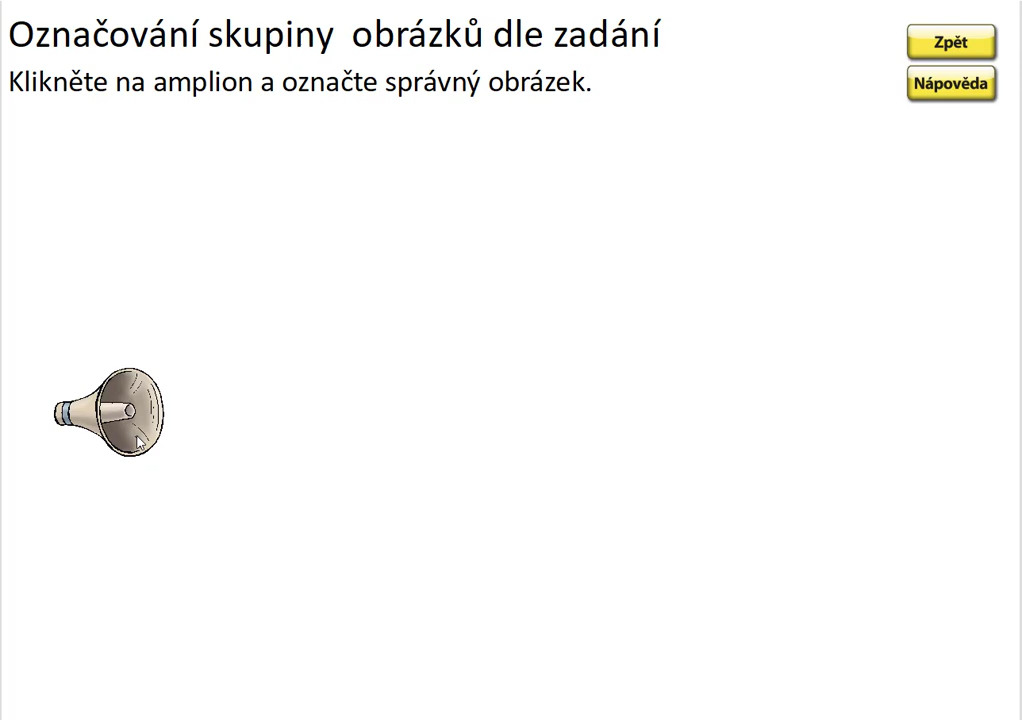 Označování skupiny  obrázků dle zadání
Klikněte na amplion a označte správný obrázek.
Zpět
Nápověda